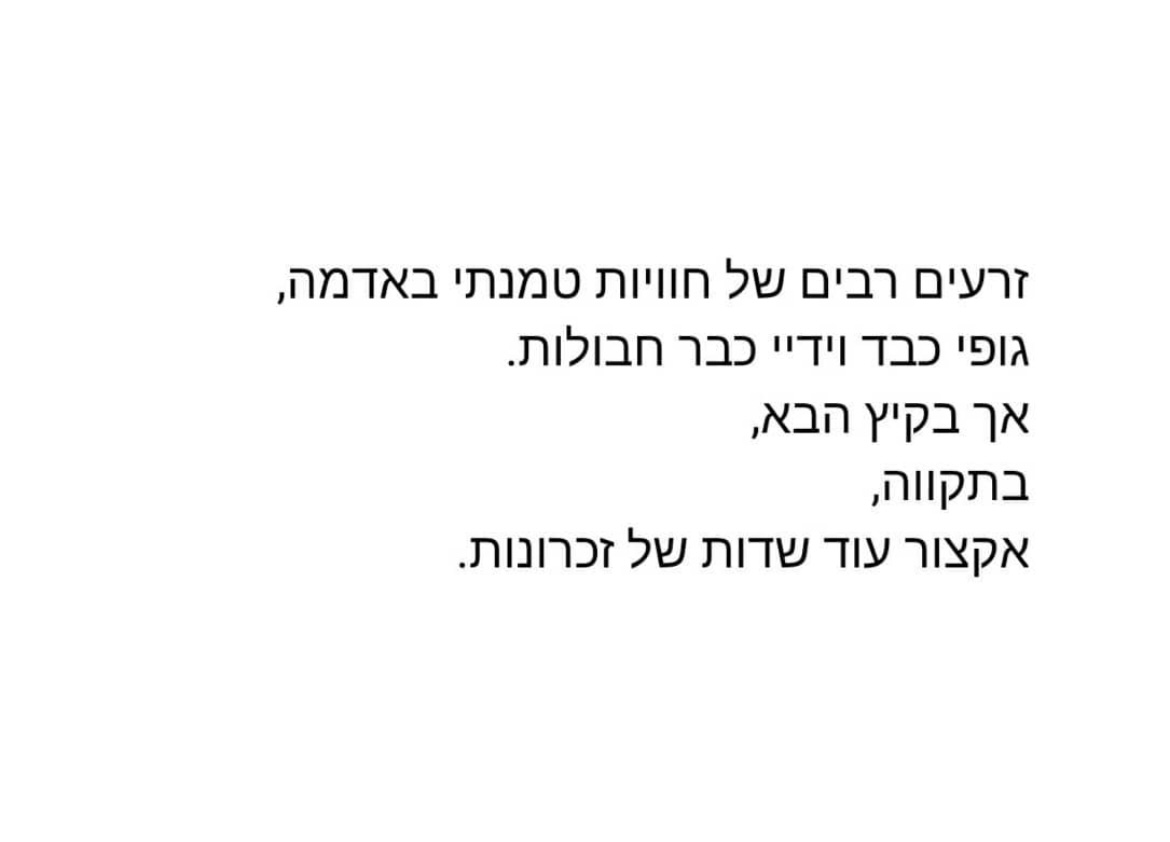 זרעים רבים של חוויות טמנתי באדמה,
גופי כבד וידיי כבר חבולות.
אך בקיץ הבא,
בתקווה,
אקצור עוד שדות של זכרונות.